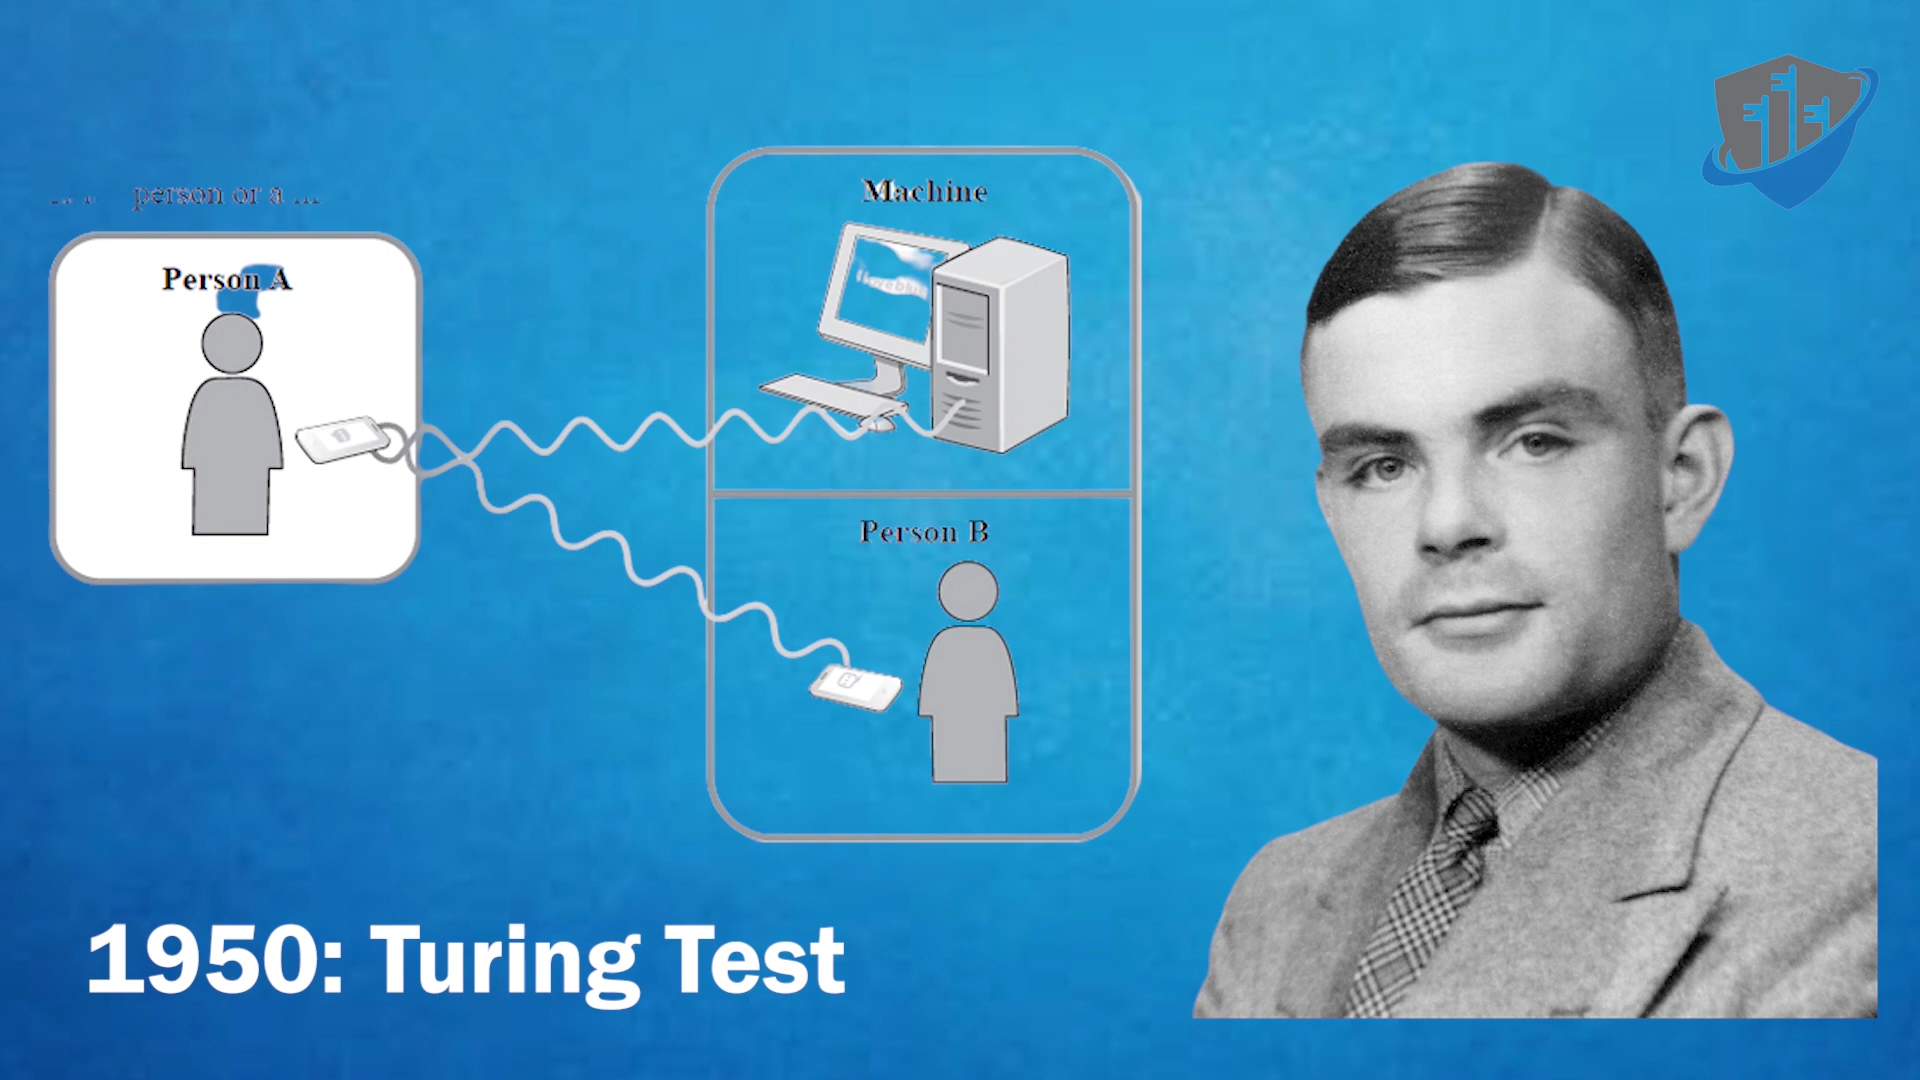 person or a ...
Person A
Machine
Person B
1950: Turing Test